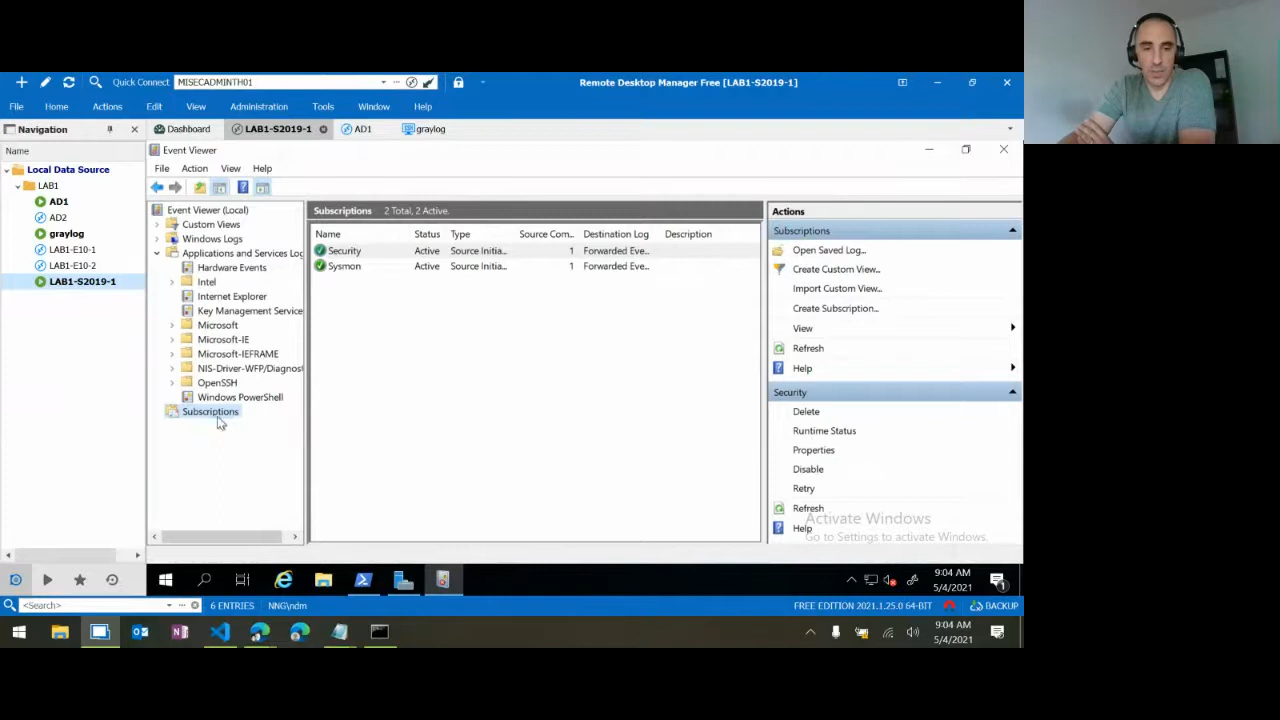 Quick Connect MISECADMINTH01 Remote Desktop Manager Free [LAB1-S2019-1]
File Home Actions Edit View Administration Tools Window Help
Navigation Dashboard LAB1-S2019-1 AD1 graylog
Name
Local Data Source
LAB1
AD1
AD2
graylog
LAB1-E10-1
LAB1-E10-2
LAB1-S2019-1
Event Viewer
File Action View Help
Event Viewer (Local)
Custom Views
Windows Logs
Applications and Services Log
Hardware Events
Intel
Internet Explorer
Key Management Service
Microsoft
Microsoft-IE
Microsoft-IEFRAME
NIS-Driver-WFP/Diagnost
OpenSSH
Windows PowerShell
Subscriptions
Subscriptions 2 Total, 2 Active.
Name Status Type Source Com... Destination Log Description
Security Active Source Initia... 1 Forwarded Eve...
Sysmon Active Source Initia... 1 Forwarded Eve...
Actions
Subscriptions
Open Saved Log...
Create Custom View...
Import Custom View...
Create Subscription...
View
Refresh
Help
Security
Delete
Runtime Status
Properties
Disable
Retry
Refresh
Help
Activate Windows
Go to Settings to activate Windows.
9:04 AM
5/4/2021
1
<Search> 6 ENTRIES NNG\ndm FREE EDITION 2021.1.25.0 64-BIT BACKUP
9:04 AM
5/4/2021